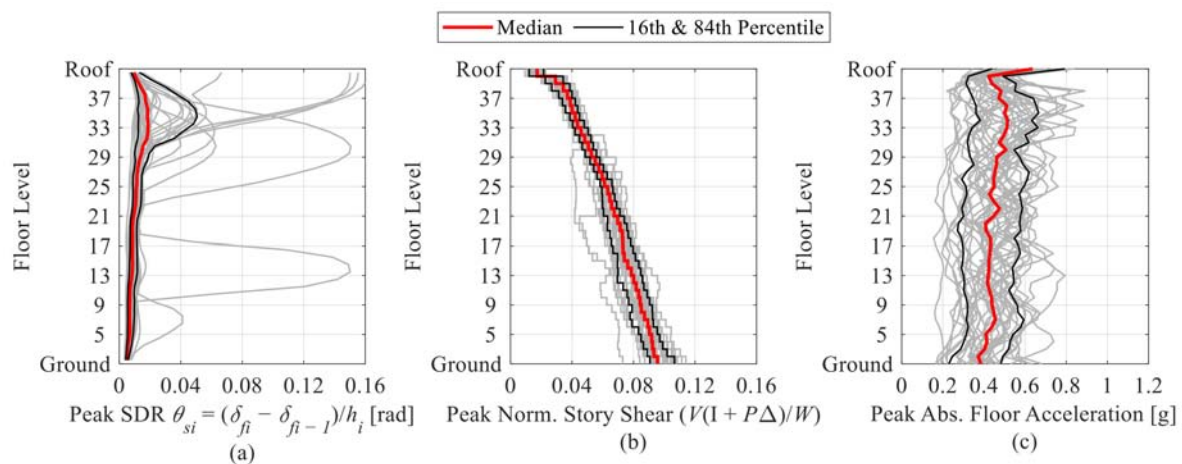 Median 16th & 84th Percentile
Roof
37
33
29
25
21
17
13
9
5
Ground
Floor Level
0 0.04 0.08 0.12 0.16
Peak SDR θsi = (δfi − δfi − 1)/hi [rad]
(a)
Roof
37
33
29
25
21
17
13
9
5
Ground
Floor Level
0 0.04 0.08 0.12 0.16
Peak Norm. Story Shear (V(I + PΔ)/W)
(b)
Roof
37
33
29
25
21
17
13
9
5
Ground
Floor Level
0 0.2 0.4 0.6 0.8 1 1.2
Peak Abs. Floor Acceleration [g]
(c)